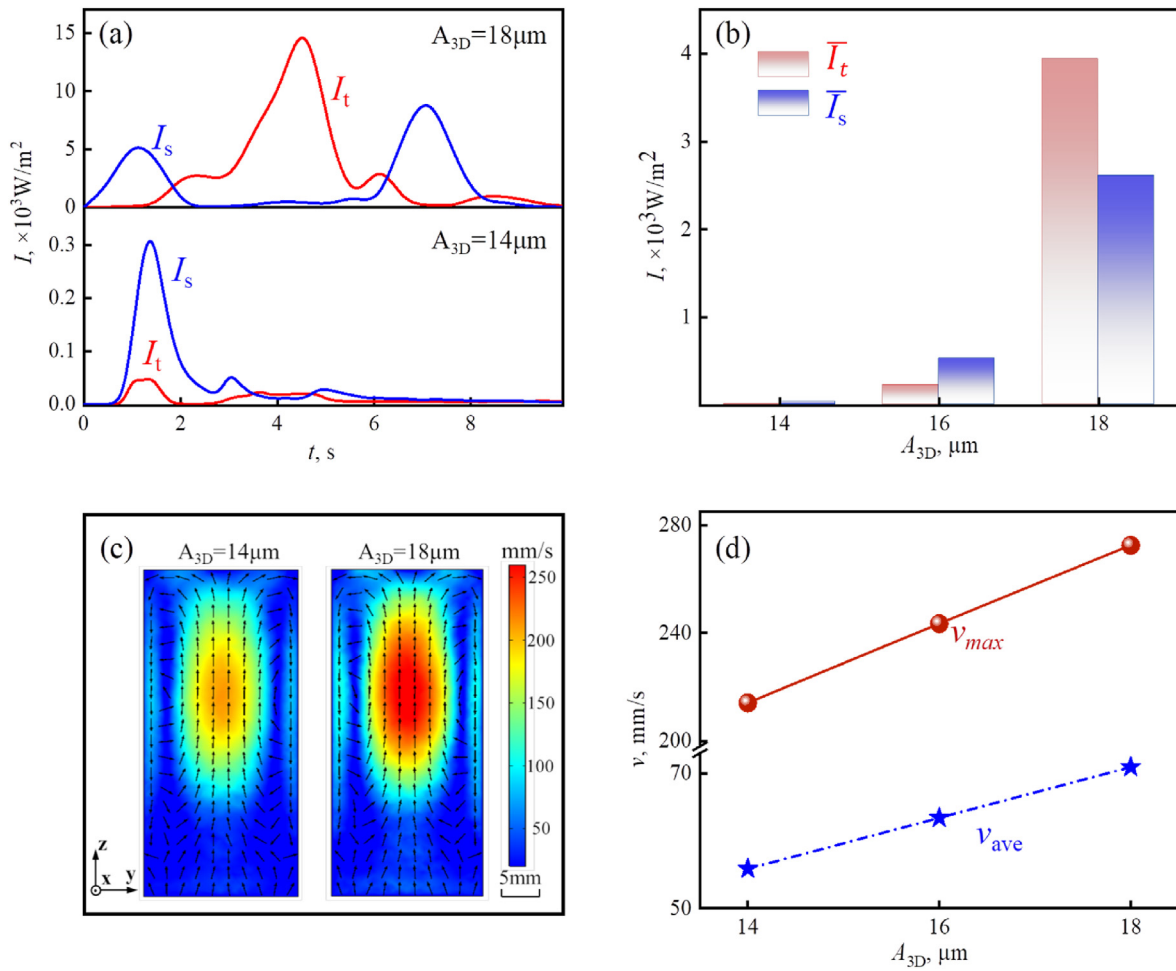 (a)
A3D=18μm
15
10
5
0
Is
It
Is
A3D=14μm
0.3
0.2
0.1
0.0
Is
It
I, ×10³W/m²
0 2 4 6 8
t, s
(b)
It
Is
4
3
2
1
I, ×10³W/m²
14 16 18
A3D, μm
(c)
A3D=14μm A3D=18μm mm/s
250
200
150
100
50
z
x y
5mm
(d)
280
240
200
70
50
v, mm/s
vmax
vave
14 16 18
A3D, μm